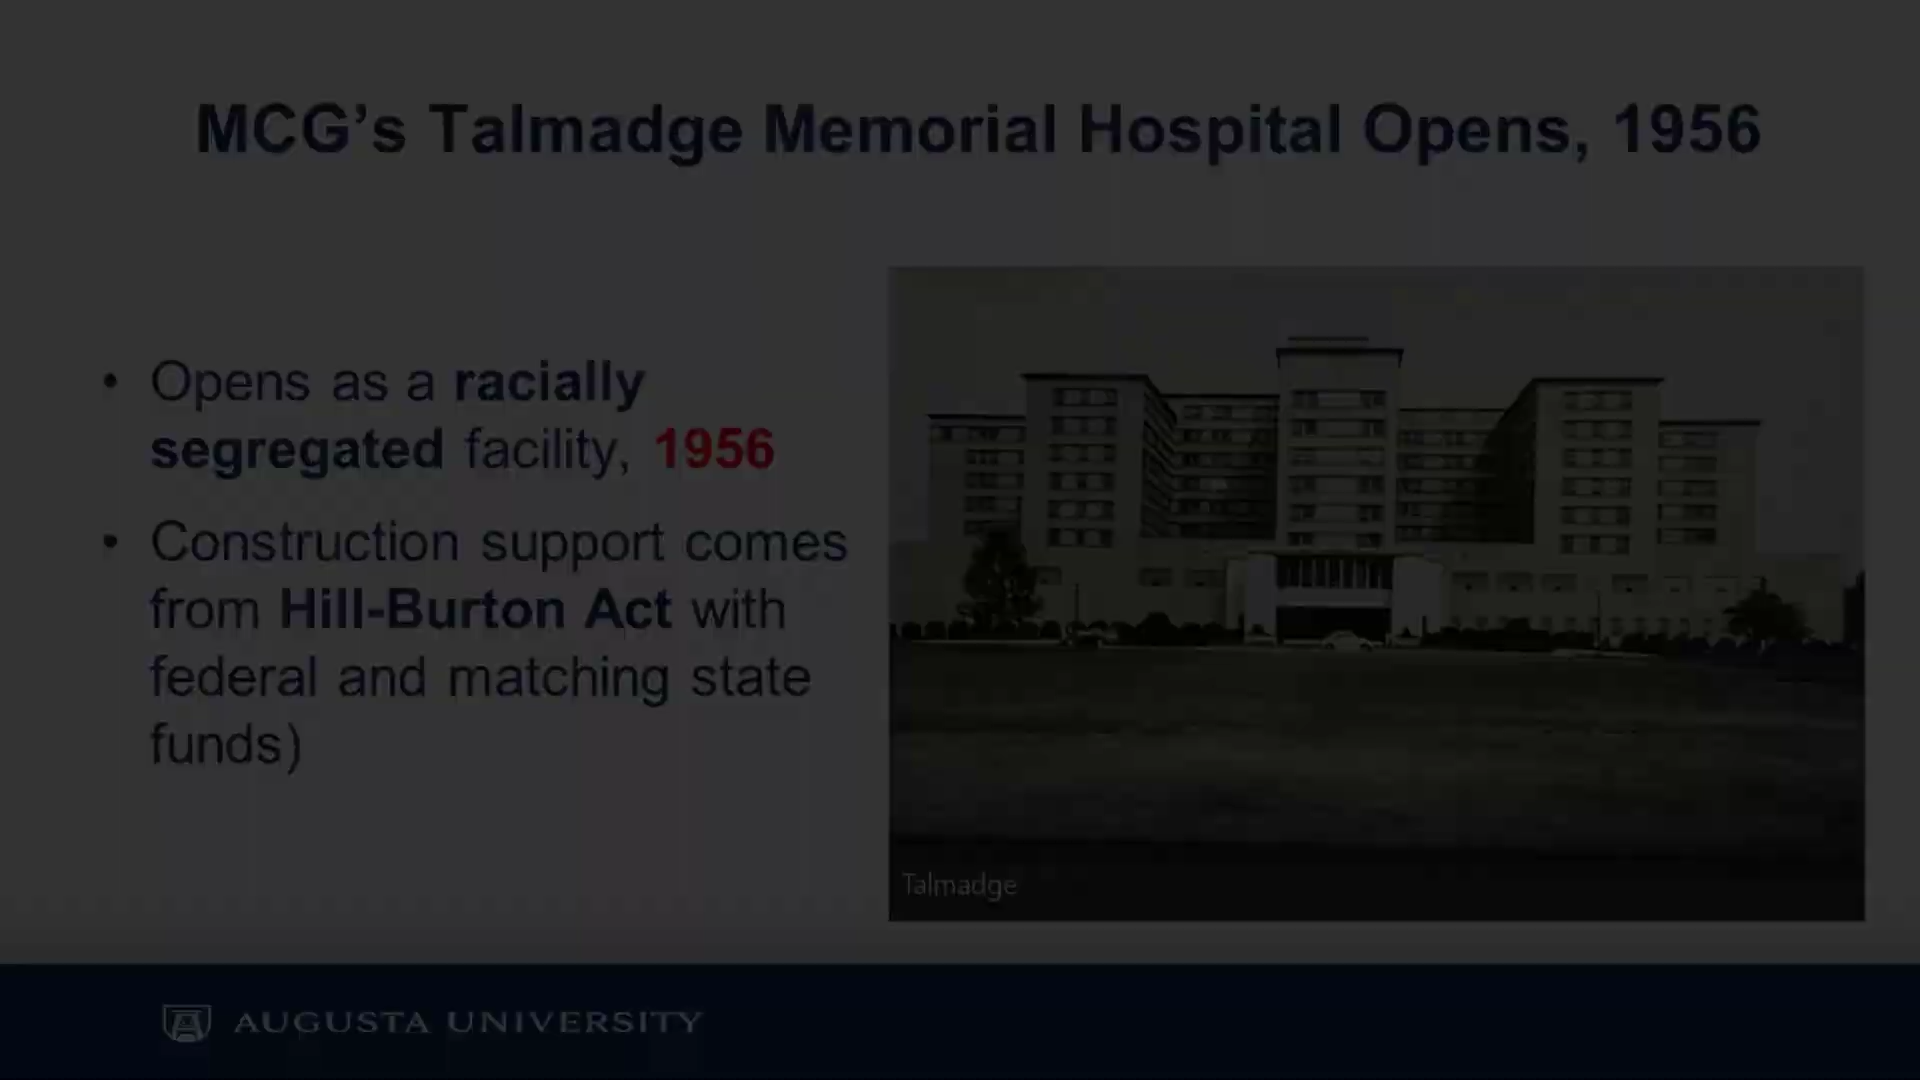 MCG’s Talmadge Memorial Hospital Opens, 1956
• Opens as a racially
segregated facility, 1956
• Construction support comes
from Hill-Burton Act with
federal and matching state
funds)
Talmadge
AUGUSTA UNIVERSITY